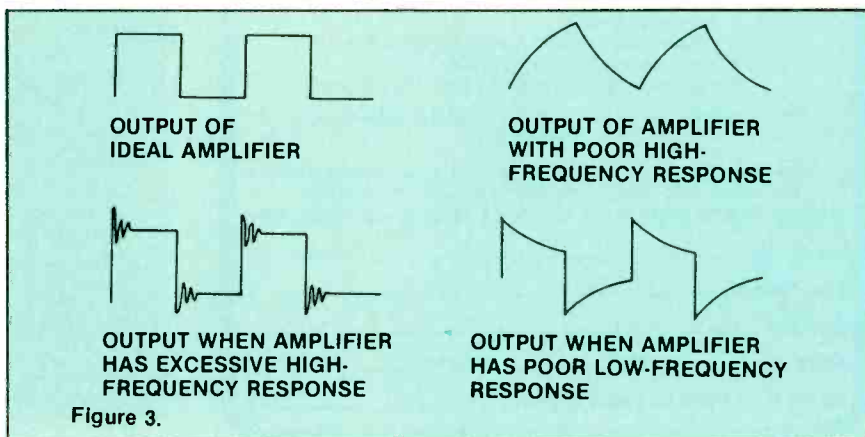 OUTPUT OF
IDEAL AMPLIFIER
OUTPUT OF AMPLIFIER
WITH POOR HIGH-
FREQUENCY RESPONSE
OUTPUT WHEN AMPLIFIER
HAS EXCESSIVE HIGH-
FREQUENCY RESPONSE
OUTPUT WHEN AMPLIFIER
HAS POOR LOW-FREQUENCY
RESPONSE
Figure 3.